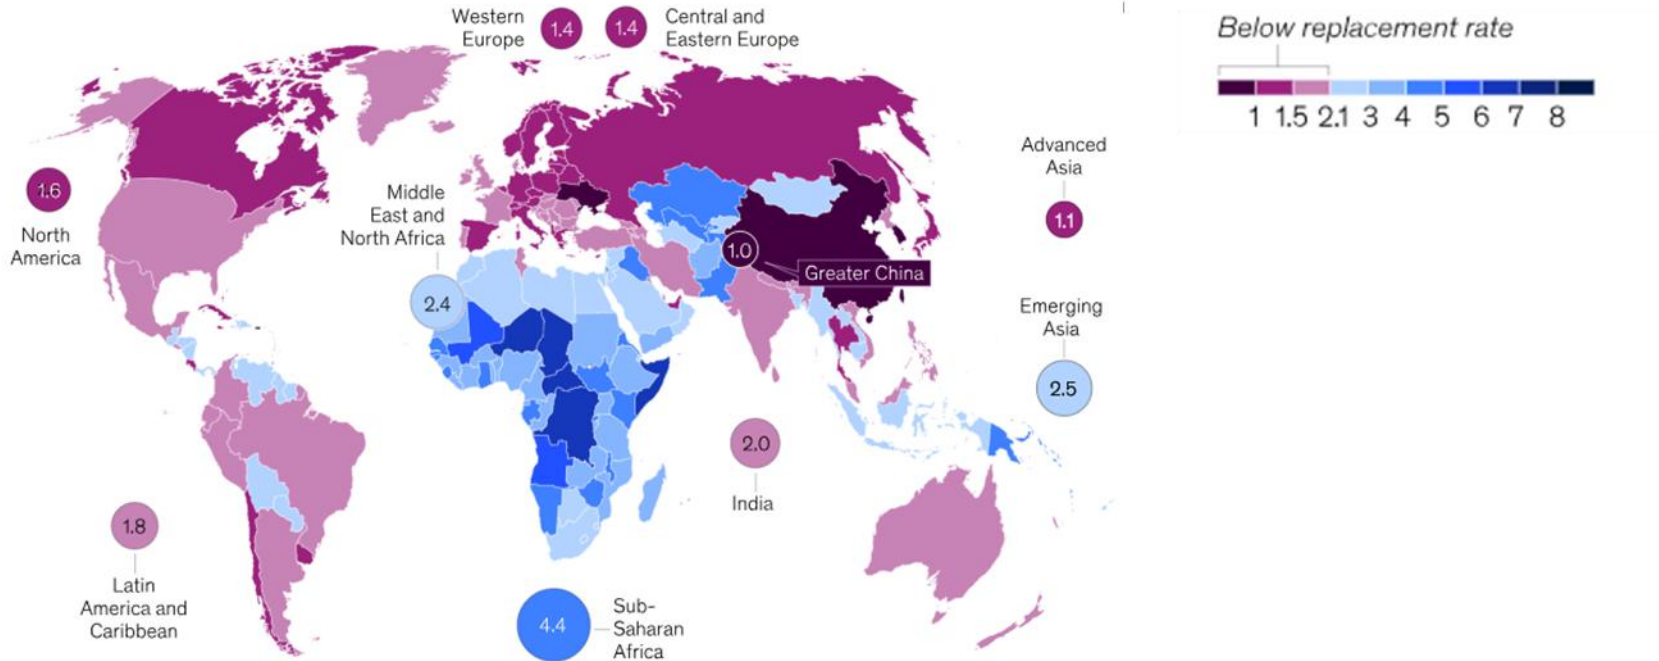 Western
Europe
1.4
1.4
Central and
Eastern Europe
Below replacement rate
1 1.5 2.1 3 4 5 6 7 8
Advanced
Asia
1.1
1.6
North
America
Middle
East and
North Africa
2.4
1.0
Greater China
Emerging
Asia
2.5
2.0
India
1.8
Latin
America and
Caribbean
4.4
Sub-
Saharan
Africa